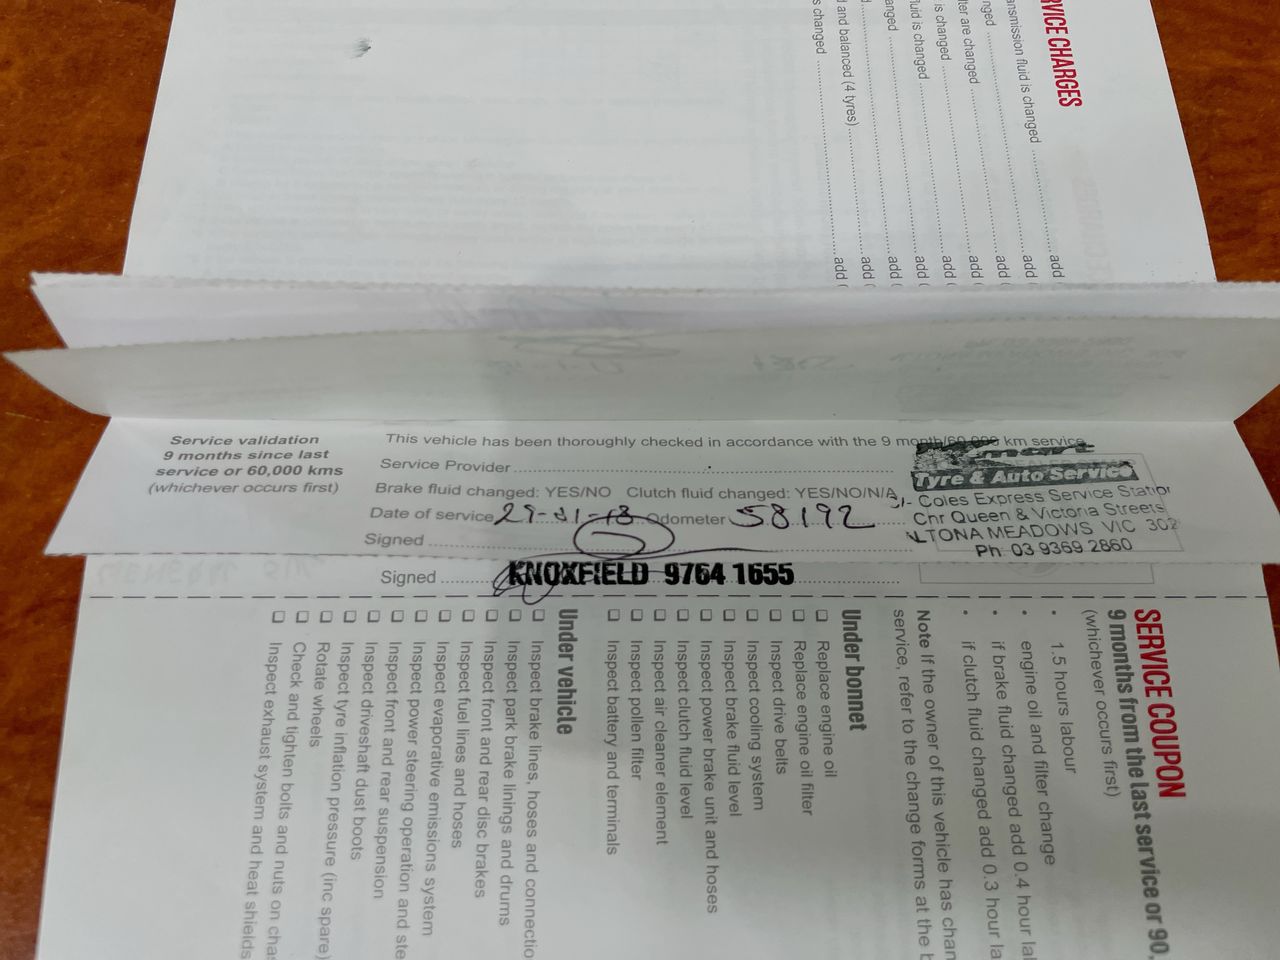 RVICE CHARGES
ansmission fluid is changed
add
nged
add
lter are changed
add (
is changed
add (
luid is changed
add (
anged
add (
d
add (
d and balanced (4 tyres)
add (
s changed
add (
Service validation
9 months since last
service or 60,000 kms
(whichever occurs first)
This vehicle has been thoroughly checked in accordance with the 9 month/60,000 km service
Service Provider
Brake fluid changed: YES/NO Clutch fluid changed: YES/NO/N/A
Date of service Odometer 58192
Signed
Tyre & Auto Service
Coles Express Service Station
Cnr Queen & Victoria Streets
LTONA MEADOWS VIC 302
Ph: 03 9369 2860
Signed
KNOXFIELD 9764 1655
SERVICE COUPON
9 months from the last service or 90,
(whichever occurs first)
• 1.5 hours labour
• engine oil and filter change
• if brake fluid changed add 0.4 hour la
• if clutch fluid changed add 0.3 hour la
Note If the owner of this vehicle has chan
service, refer to the change forms at the b
Under bonnet
Replace engine oil
Replace engine oil filter
Inspect drive belts
Inspect cooling system
Inspect brake fluid level
Inspect power brake unit and hoses
Inspect clutch fluid level
Inspect air cleaner element
Inspect pollen filter
Inspect battery and terminals
Under vehicle
Inspect brake lines, hoses and connectio
Inspect park brake linings and drums
Inspect front and rear disc brakes
Inspect fuel lines and hoses
Inspect evaporative emissions system
Inspect power steering operation and ste
Inspect front and rear suspension
Inspect driveshaft dust boots
Inspect tyre inflation pressure (inc spare)
Rotate wheels
Check and tighten bolts and nuts on chas
Inspect exhaust system and heat shields